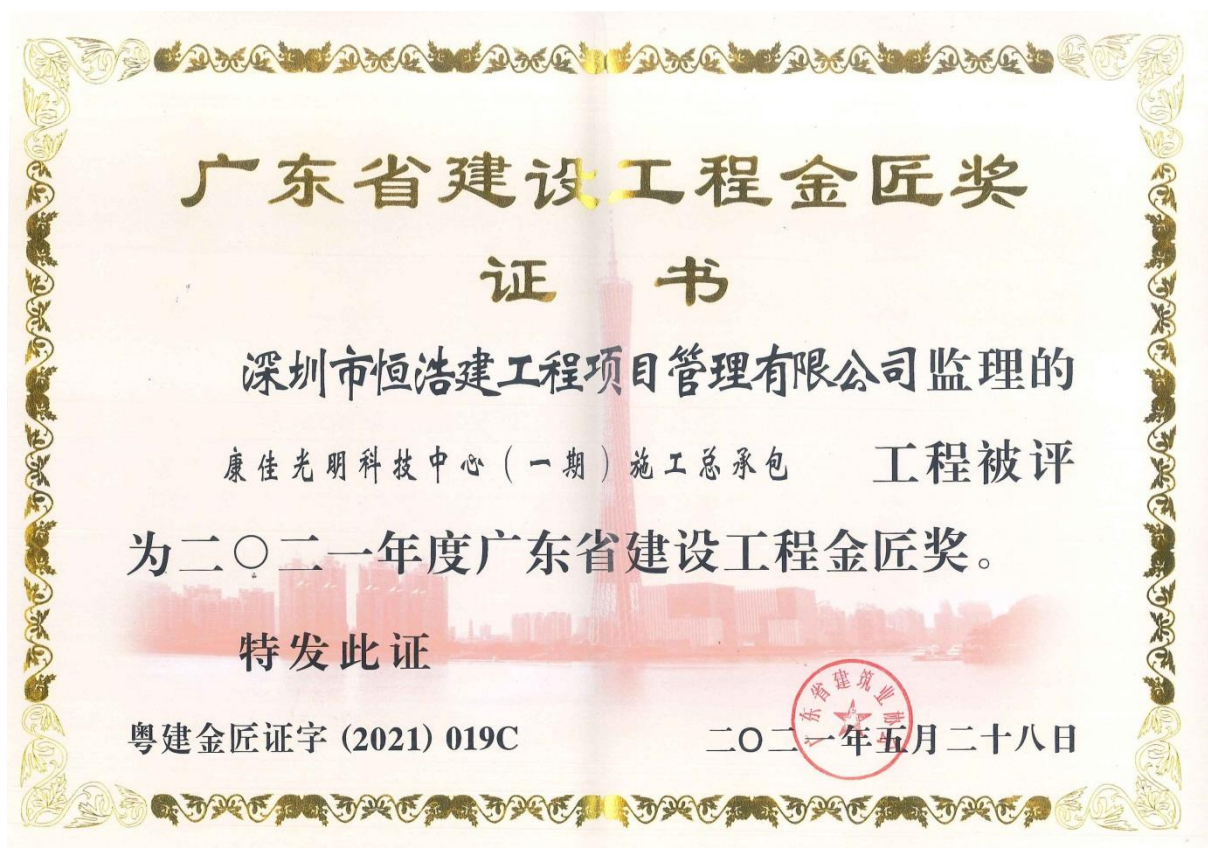 广东省建设工程金匠奖
证 书
深圳市恒浩建工程项目管理有限公司监理的
康佳光明科技中心(一期)施工总承包 工程被评
为二〇二一年度广东省建设工程金匠奖。
特发此证
粤建金匠证字 (2021) 019C
二〇二一年五月二十八日
广东省建筑业协会